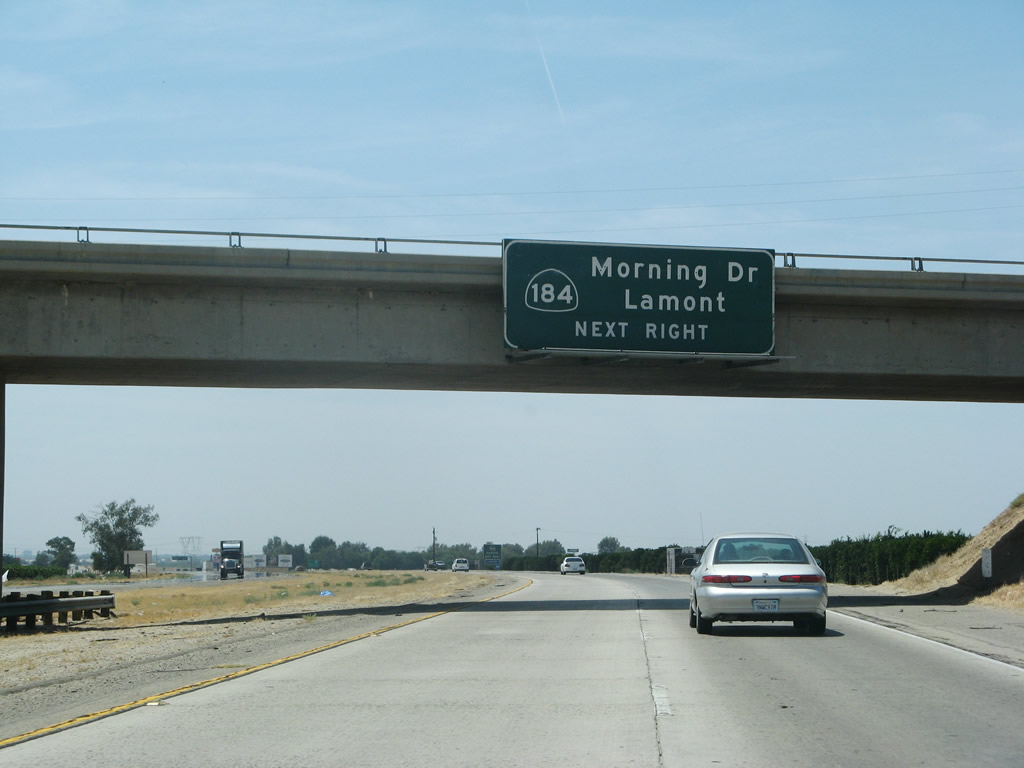 184
Morning Dr
Lamont
NEXT RIGHT